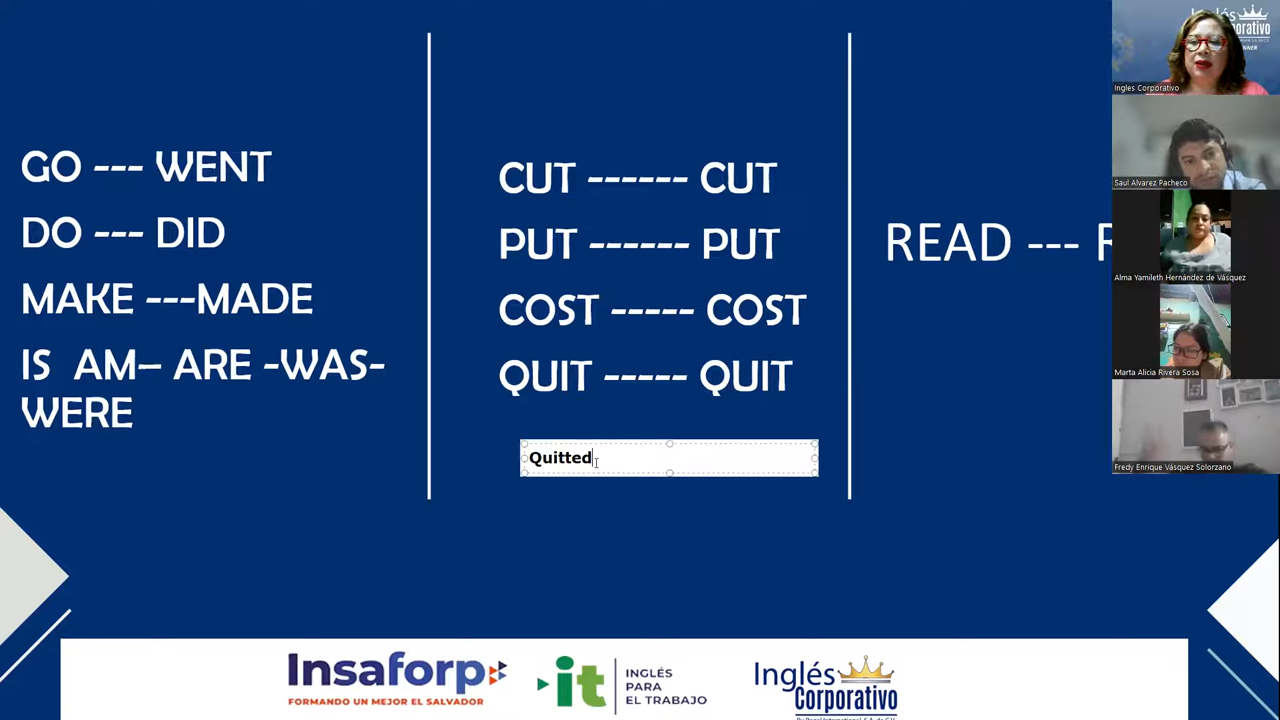 GO --- WENT
DO --- DID
MAKE ---MADE
IS AM– ARE -WAS-
WERE
CUT ------ CUT
PUT ------ PUT
COST ----- COST
QUIT ----- QUIT
Quitted
READ --- R
Inglés
Ingles Corporativo
Saul Alvarez Pacheco
Alma Yamileth Hernández de Vásquez
Marta Alicia Rivera Sosa
Fredy Enrique Vásquez Solorzano
Insaforp
FORMANDO UN MEJOR EL SALVADOR
it
INGLÉS
PARA
EL TRABAJO
Inglés
Corporativo